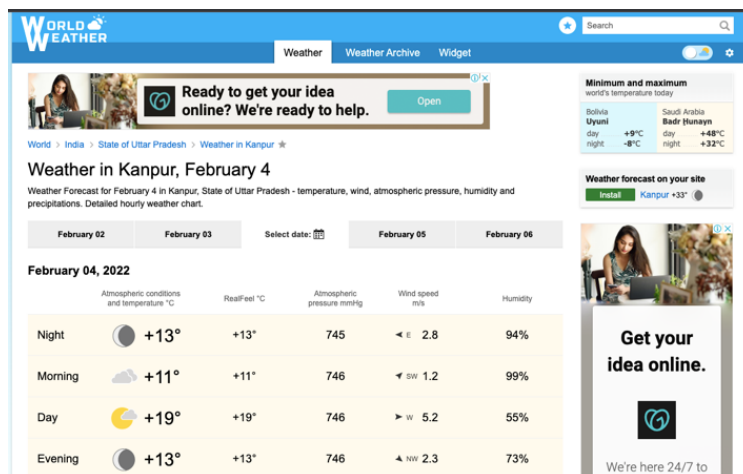 WORLD
WEATHER
Search
Weather Weather Archive Widget
Ready to get your idea
online? We're ready to help.
Open
World > India > State of Uttar Pradesh > Weather in Kanpur
Weather in Kanpur, February 4
Weather Forecast for February 4 in Kanpur, State of Uttar Pradesh - temperature, wind, atmospheric pressure, humidity and
precipitations. Detailed hourly weather chart.
February 02 February 03 Select date: February 05 February 06
February 04, 2022
Atmospheric conditions
and temperature °C
RealFeel °C
Atmospheric
pressure mmHg
Wind speed
m/s
Humidity
Night +13° +13° 745 E 2.8 94%
Morning +11° +11° 746 SW 1.2 99%
Day +19° +19° 746 W 5.2 55%
Evening +13° +13° 746 NW 2.3 73%
Minimum and maximum
world's temperature today
Bolivia
Uyuni
day +9°C
night -8°C
Saudi Arabia
Badr Hunayn
day +48°C
night +32°C
Weather forecast on your site
Install Kanpur +33°
Get your
idea online.
We're here 24/7 to